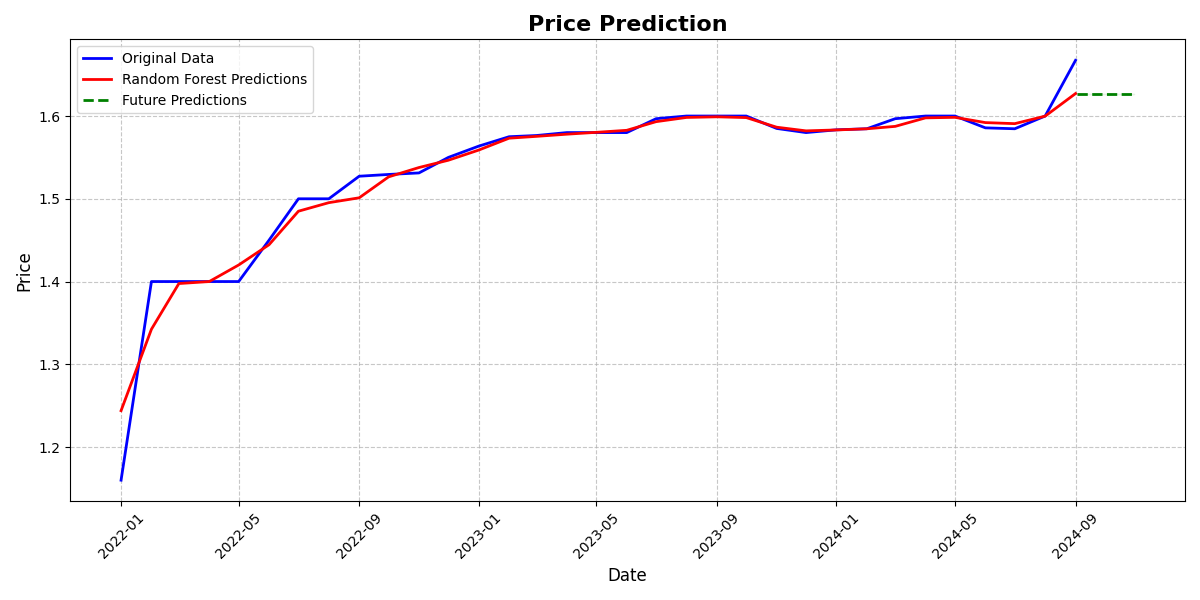 Price Prediction
Original Data
Random Forest Predictions
Future Predictions
Price
1.6
1.5
1.4
1.3
1.2
2022-01
2022-05
2022-09
2023-01
2023-05
2023-09
2024-01
2024-05
2024-09
Date